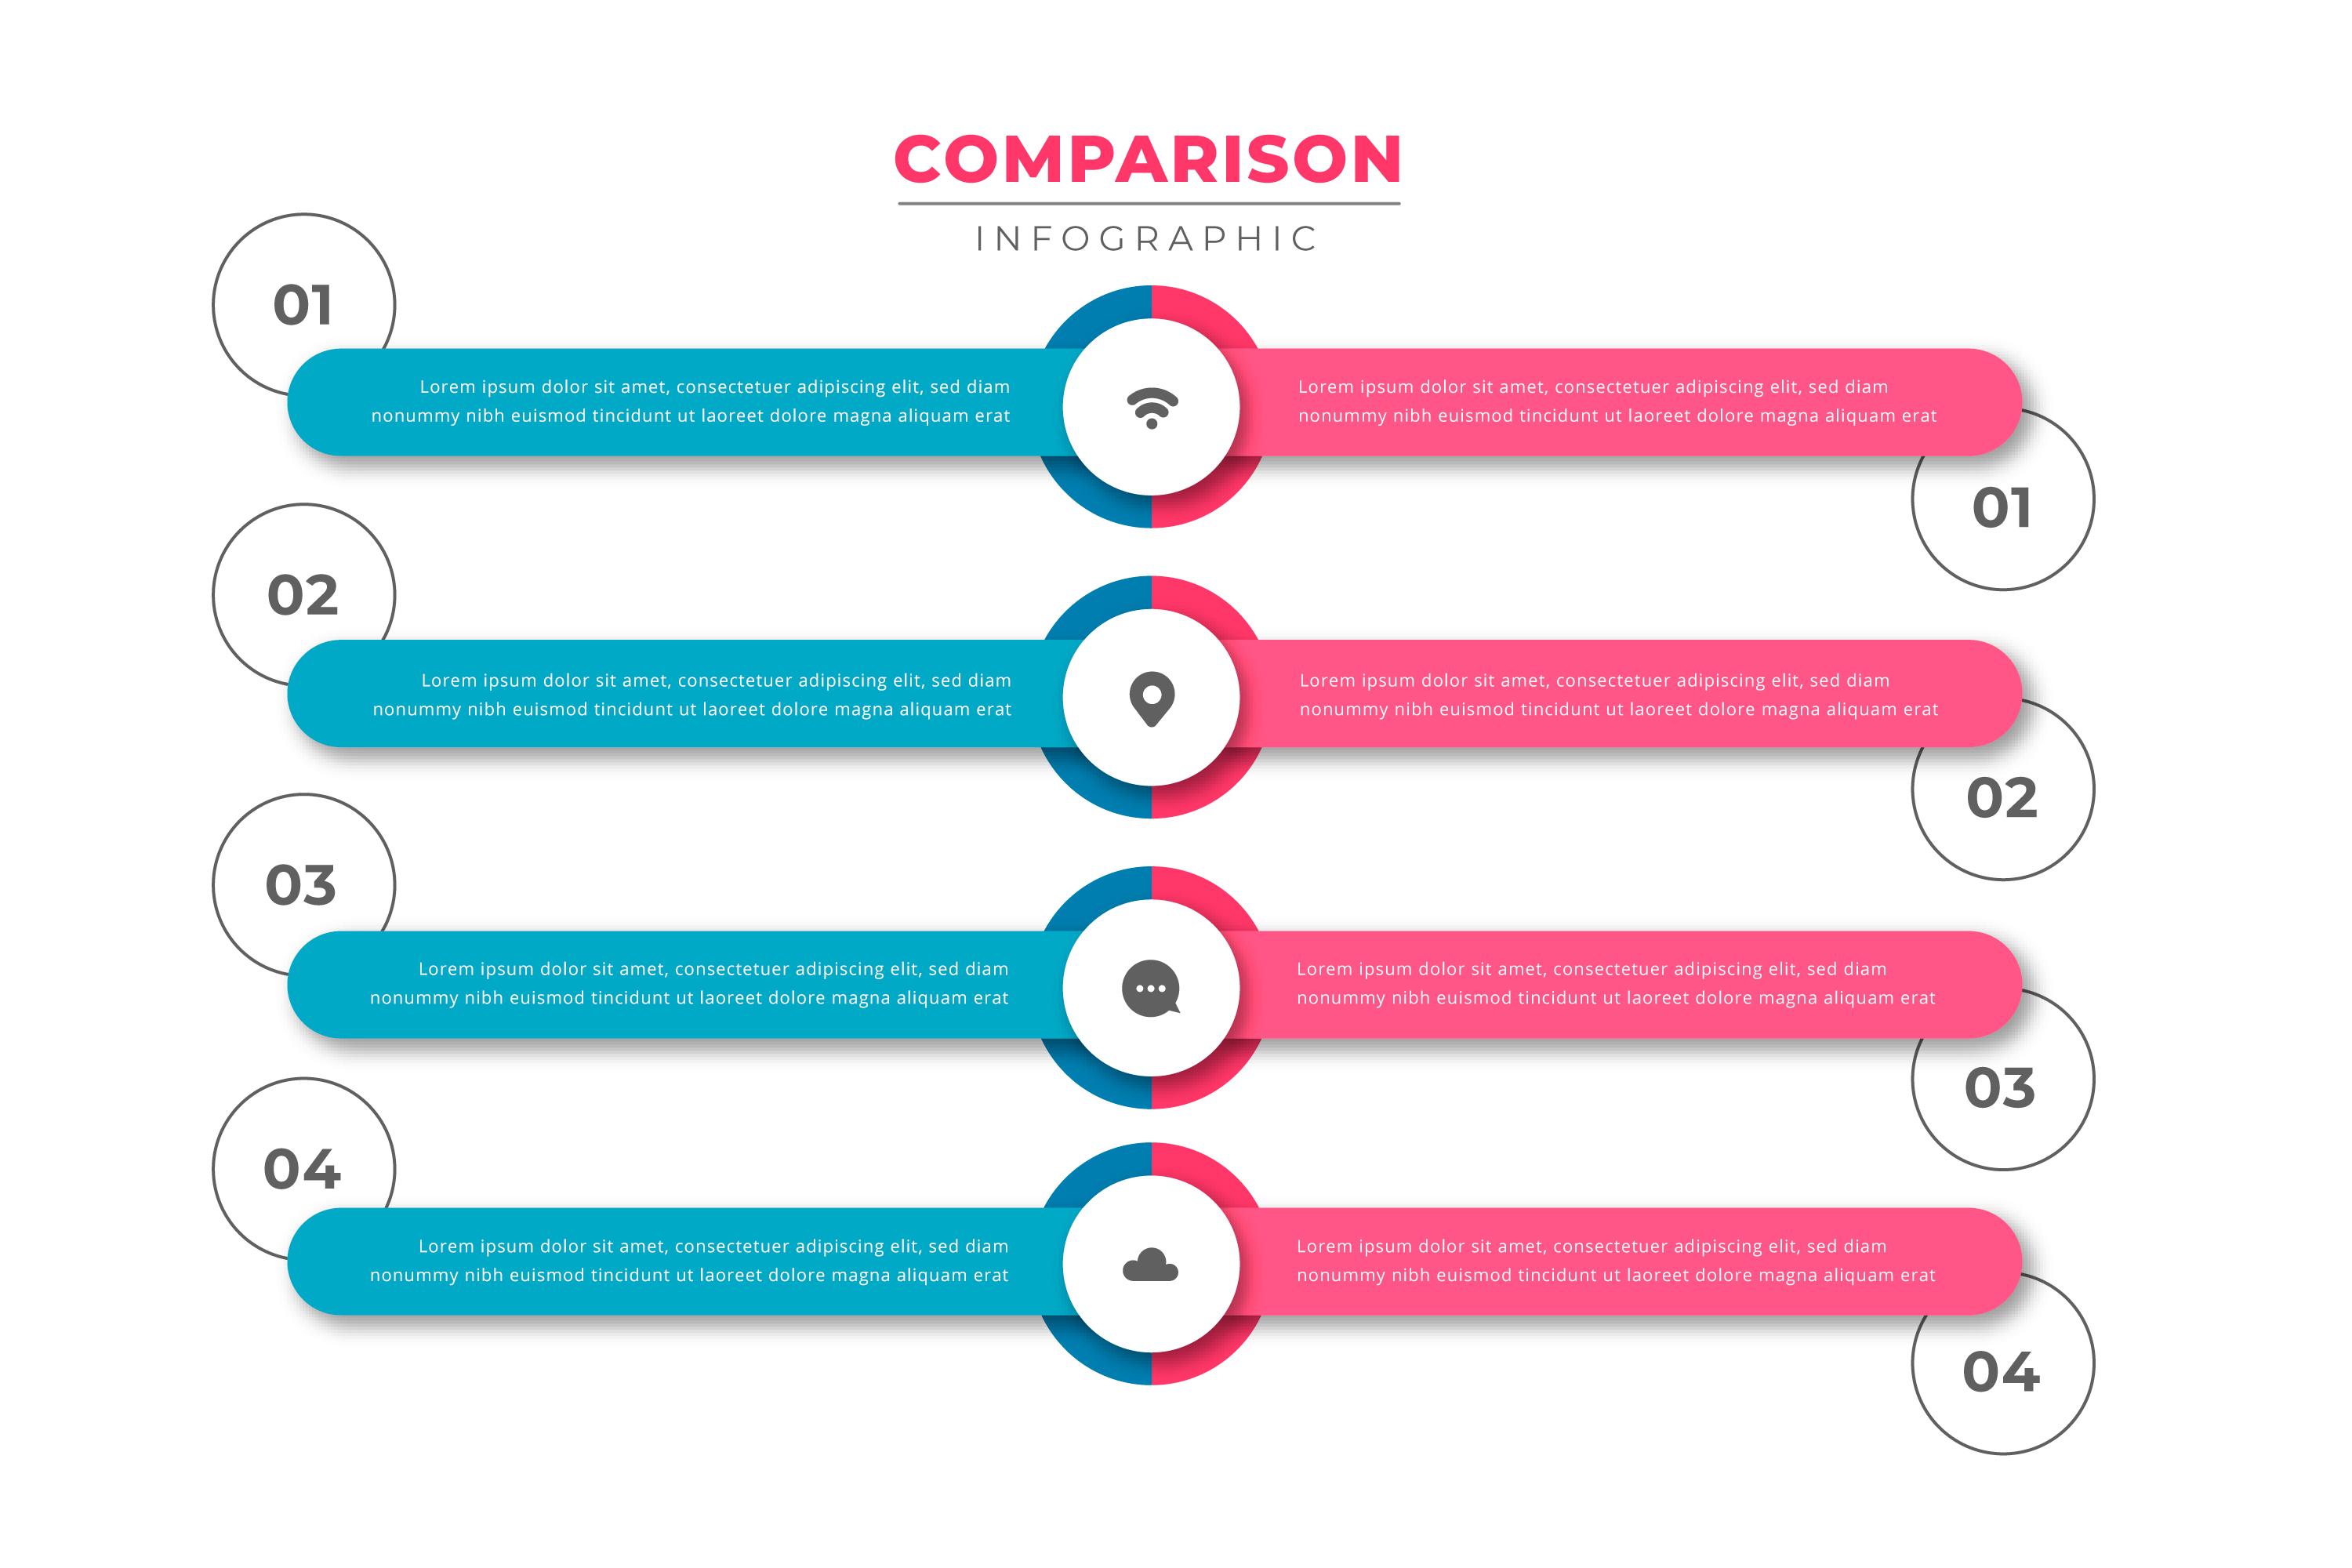 COMPARISON
INFOGRAPHIC
01
Lorem ipsum dolor sit amet, consectetuer adipiscing elit, sed diam
nonummy nibh euismod tincidunt ut laoreet dolore magna aliquam erat
Lorem ipsum dolor sit amet, consectetuer adipiscing elit, sed diam
nonummy nibh euismod tincidunt ut laoreet dolore magna aliquam erat
01
02
Lorem ipsum dolor sit amet, consectetuer adipiscing elit, sed diam
nonummy nibh euismod tincidunt ut laoreet dolore magna aliquam erat
Lorem ipsum dolor sit amet, consectetuer adipiscing elit, sed diam
nonummy nibh euismod tincidunt ut laoreet dolore magna aliquam erat
02
03
Lorem ipsum dolor sit amet, consectetuer adipiscing elit, sed diam
nonummy nibh euismod tincidunt ut laoreet dolore magna aliquam erat
Lorem ipsum dolor sit amet, consectetuer adipiscing elit, sed diam
nonummy nibh euismod tincidunt ut laoreet dolore magna aliquam erat
03
04
Lorem ipsum dolor sit amet, consectetuer adipiscing elit, sed diam
nonummy nibh euismod tincidunt ut laoreet dolore magna aliquam erat
Lorem ipsum dolor sit amet, consectetuer adipiscing elit, sed diam
nonummy nibh euismod tincidunt ut laoreet dolore magna aliquam erat
04